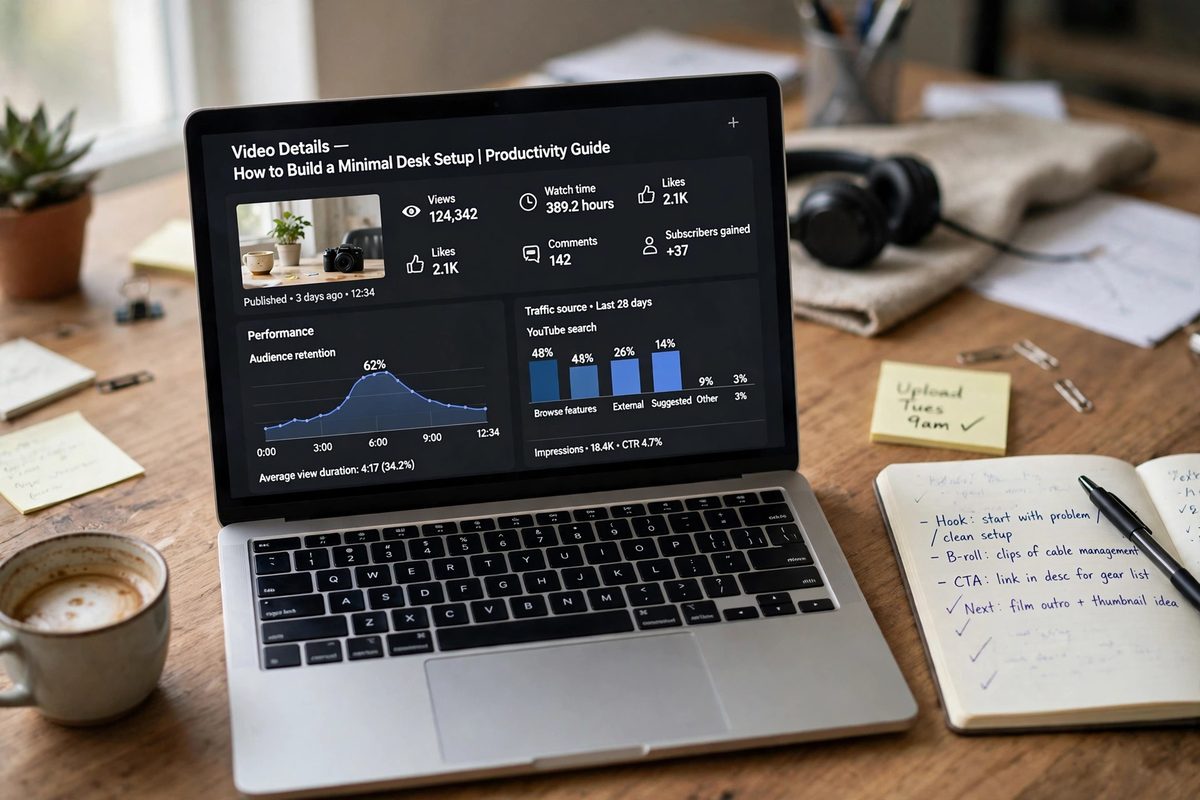 Video Details —
How to Build a Minimal Desk Setup | Productivity Guide
Views
124,342
Watch time
389.2 hours
Likes
2.1K
Likes
2.1K
Comments
142
Subscribers gained
+37
Published • 3 days ago • 12:34
Performance
Audience retention
62%
0:00 3:00 6:00 9:00 12:34
Average view duration: 4:17 (34.2%)
Traffic source • Last 28 days
YouTube search
48% 48% 26% 14% 9% 3%
Browse features External Suggested Other 3%
Impressions • 18.4K • CTR 4.7%
Upload
Tues
9am ✓
- Hook: start with problem /
/ clean setup
- B-roll: clips of cable management
- CTA: link in desc for gear list
✓ Next: film outro + thumbnail idea
Q W E R T Y U I O P
A S D F G H J K L
Z X C V B N M